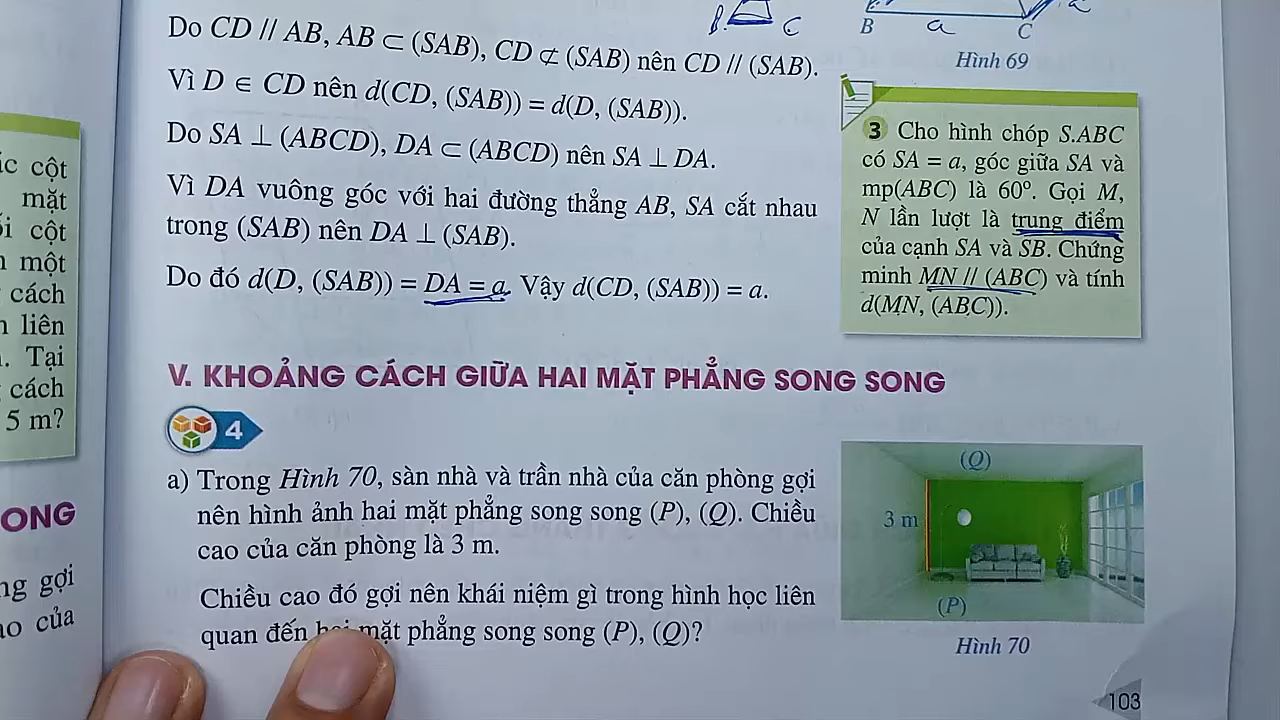 B.
C
B
a
C
Hình 69
Do CD // AB, AB ⊂ (SAB), CD ⊄ (SAB) nên CD // (SAB).
Vì D ∈ CD nên d(CD, (SAB)) = d(D, (SAB)).
Do SA ⊥ (ABCD), DA ⊂ (ABCD) nên SA ⊥ DA.
Vì DA vuông góc với hai đường thẳng AB, SA cắt nhau
trong (SAB) nên DA ⊥ (SAB).
Do đó d(D, (SAB)) = DA = a. Vậy d(CD, (SAB)) = a.
3 Cho hình chóp S.ABC
có SA = a, góc giữa SA và
mp(ABC) là 60°. Gọi M,
N lần lượt là trung điểm
của cạnh SA và SB. Chứng
minh MN // (ABC) và tính
d(MN, (ABC)).
cột
mặt
cột
một
cách
liên
Tại
cách
5 m?
ONG
gợi
của
V. KHOẢNG CÁCH GIỮA HAI MẶT PHẲNG SONG SONG
4
a) Trong Hình 70, sàn nhà và trần nhà của căn phòng gợi
nên hình ảnh hai mặt phẳng song song (P), (Q). Chiều
cao của căn phòng là 3 m.
Chiều cao đó gợi nên khái niệm gì trong hình học liên
quan đến hai mặt phẳng song song (P), (Q)?
(Q)
3 m
(P)
Hình 70
103